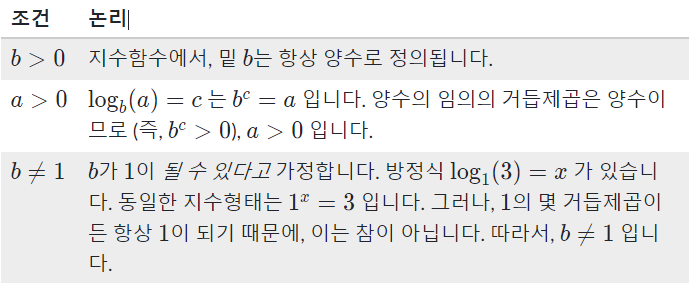 조건 논리
b > 0 지수함수에서, 밑 b는 항상 양수로 정의됩니다.
a > 0 log_b(a) = c 는 b^c = a 입니다. 양수의 임의의 거듭제곱은 양수이
므로 (즉, b^c > 0), a > 0 입니다.
b ≠ 1 b가 1이 될 수 있다고 가정합니다. 방정식 log_1(3) = x 가 있습니
다. 동일한 지수형태는 1^x = 3 입니다. 그러나, 1의 몇 거듭제곱이
든 항상 1이 되기 때문에, 이는 참이 아닙니다. 따라서, b ≠ 1 입니
다.